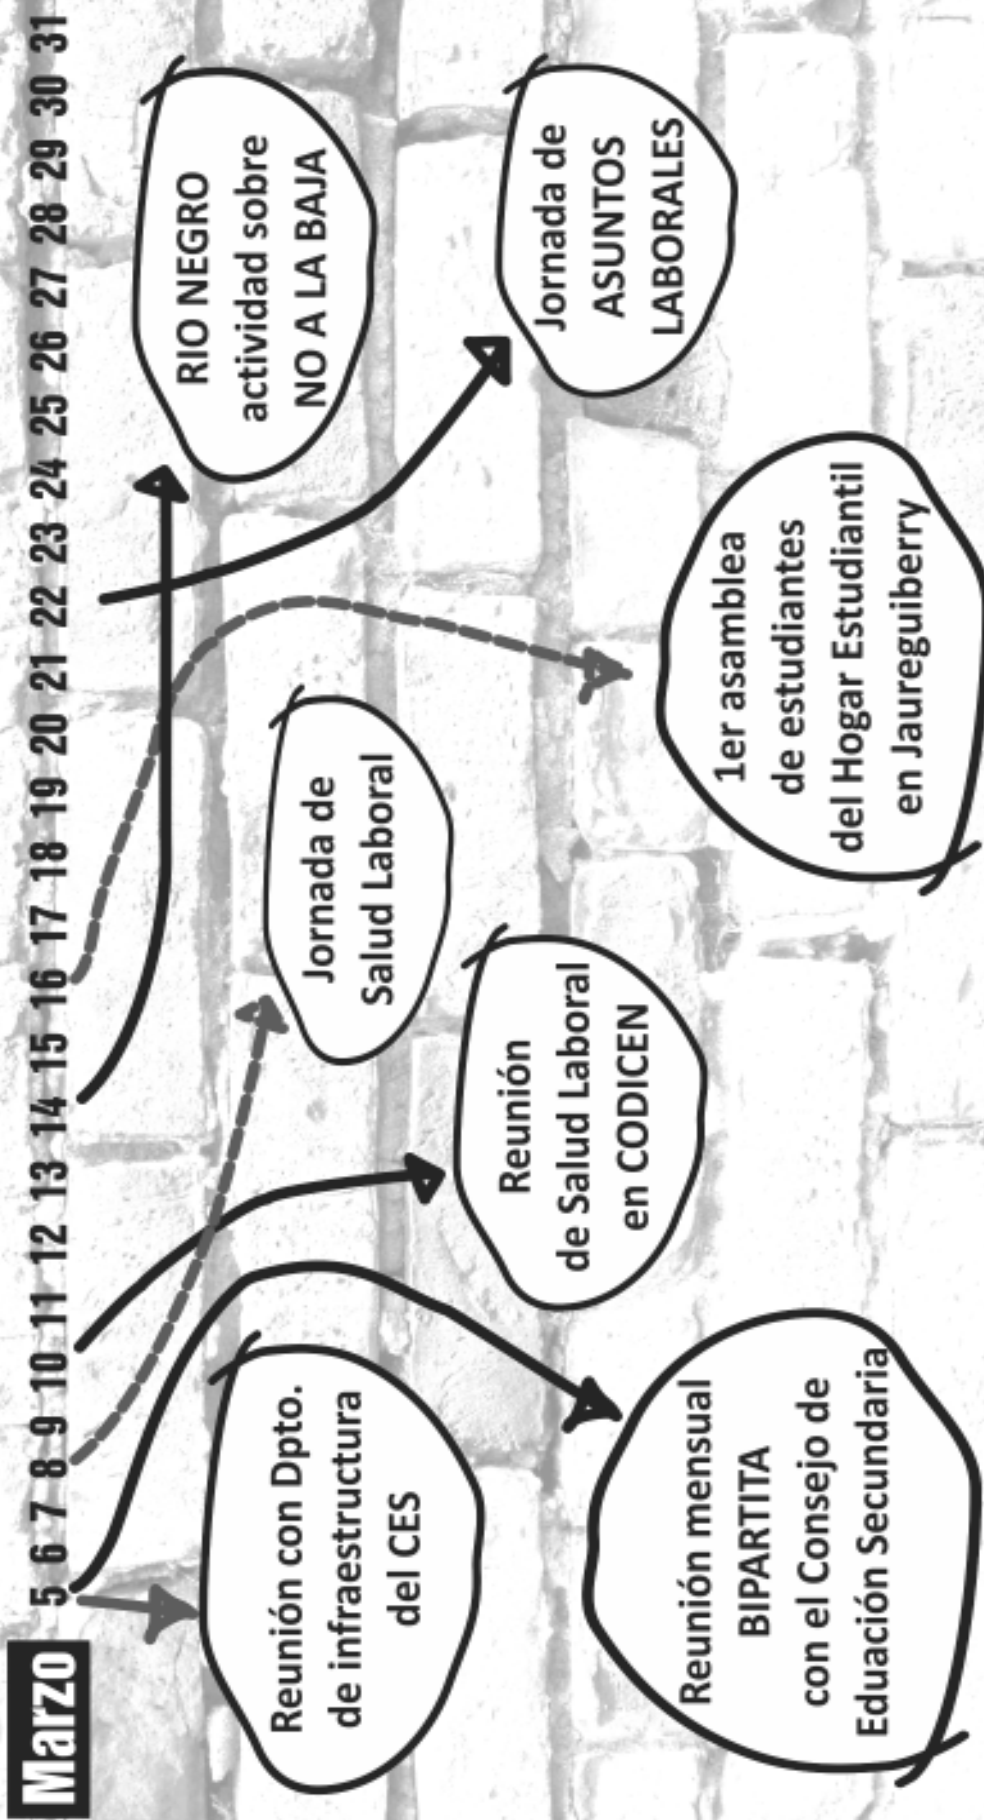 Marzo
5 6 7 8 9 10 11 12 13 14 15 16 17 18 19 20 21 22 23 24 25 26 27 28 29 30 31
Reunión con Dpto.
de infraestructura
del CES
Reunión mensual
BIPARTITA
con el Consejo de
Eduación Secundaria
Reunión
de Salud Laboral
en CODICEN
Jornada de
Salud Laboral
RIO NEGRO
actividad sobre
NO A LA BAJA
1er asamblea
de estudiantes
del Hogar Estudiantil
en Jaureguiberry
Jornada de
ASUNTOS
LABORALES